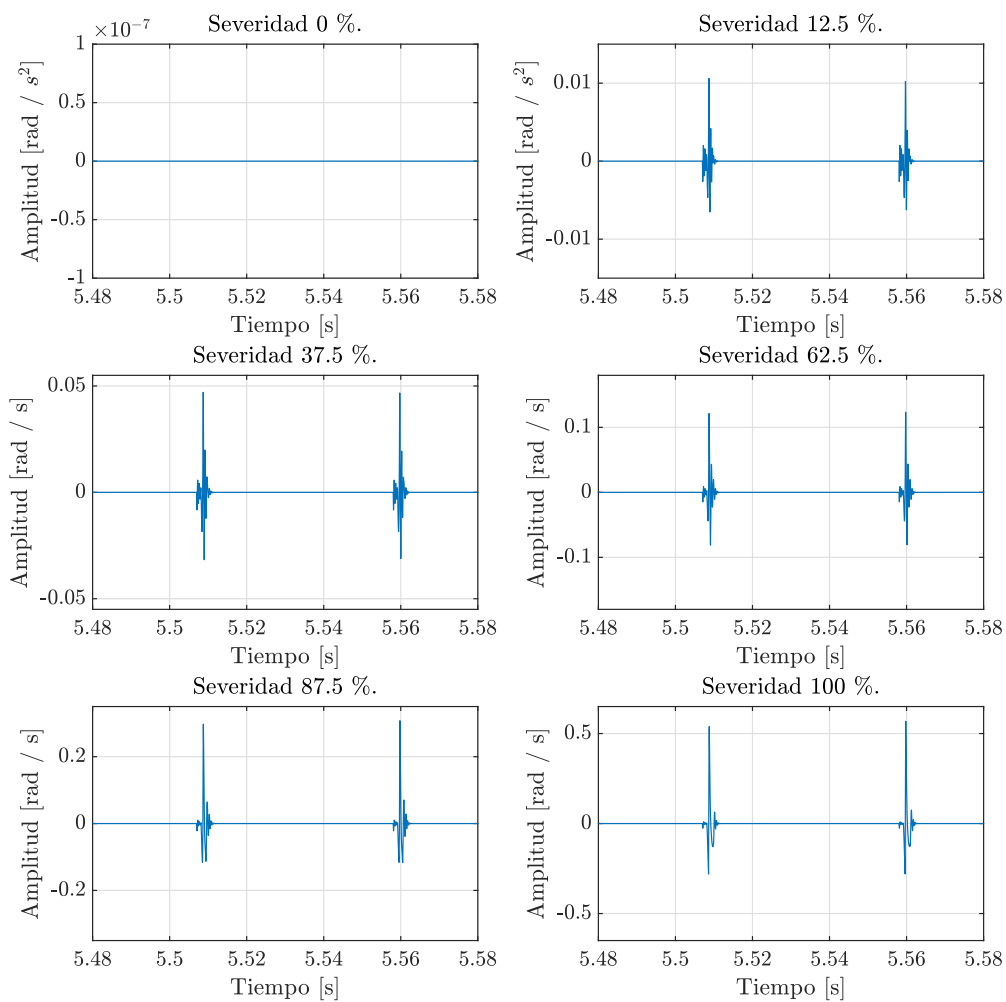 Severidad 0 %.
×10⁻⁷
Amplitud [rad / s²]
1
0.5
0
-0.5
-1
5.48 5.5 5.52 5.54 5.56 5.58
Tiempo [s]
Severidad 12.5 %.
Amplitud [rad / s²]
0.01
0
-0.01
5.48 5.5 5.52 5.54 5.56 5.58
Tiempo [s]
Severidad 37.5 %.
Amplitud [rad / s]
0.05
0
-0.05
5.48 5.5 5.52 5.54 5.56 5.58
Tiempo [s]
Severidad 62.5 %.
Amplitud [rad / s]
0.1
0
-0.1
5.48 5.5 5.52 5.54 5.56 5.58
Tiempo [s]
Severidad 87.5 %.
Amplitud [rad / s]
0.2
0
-0.2
5.48 5.5 5.52 5.54 5.56 5.58
Tiempo [s]
Severidad 100 %.
Amplitud [rad / s]
0.5
0
-0.5
5.48 5.5 5.52 5.54 5.56 5.58
Tiempo [s]